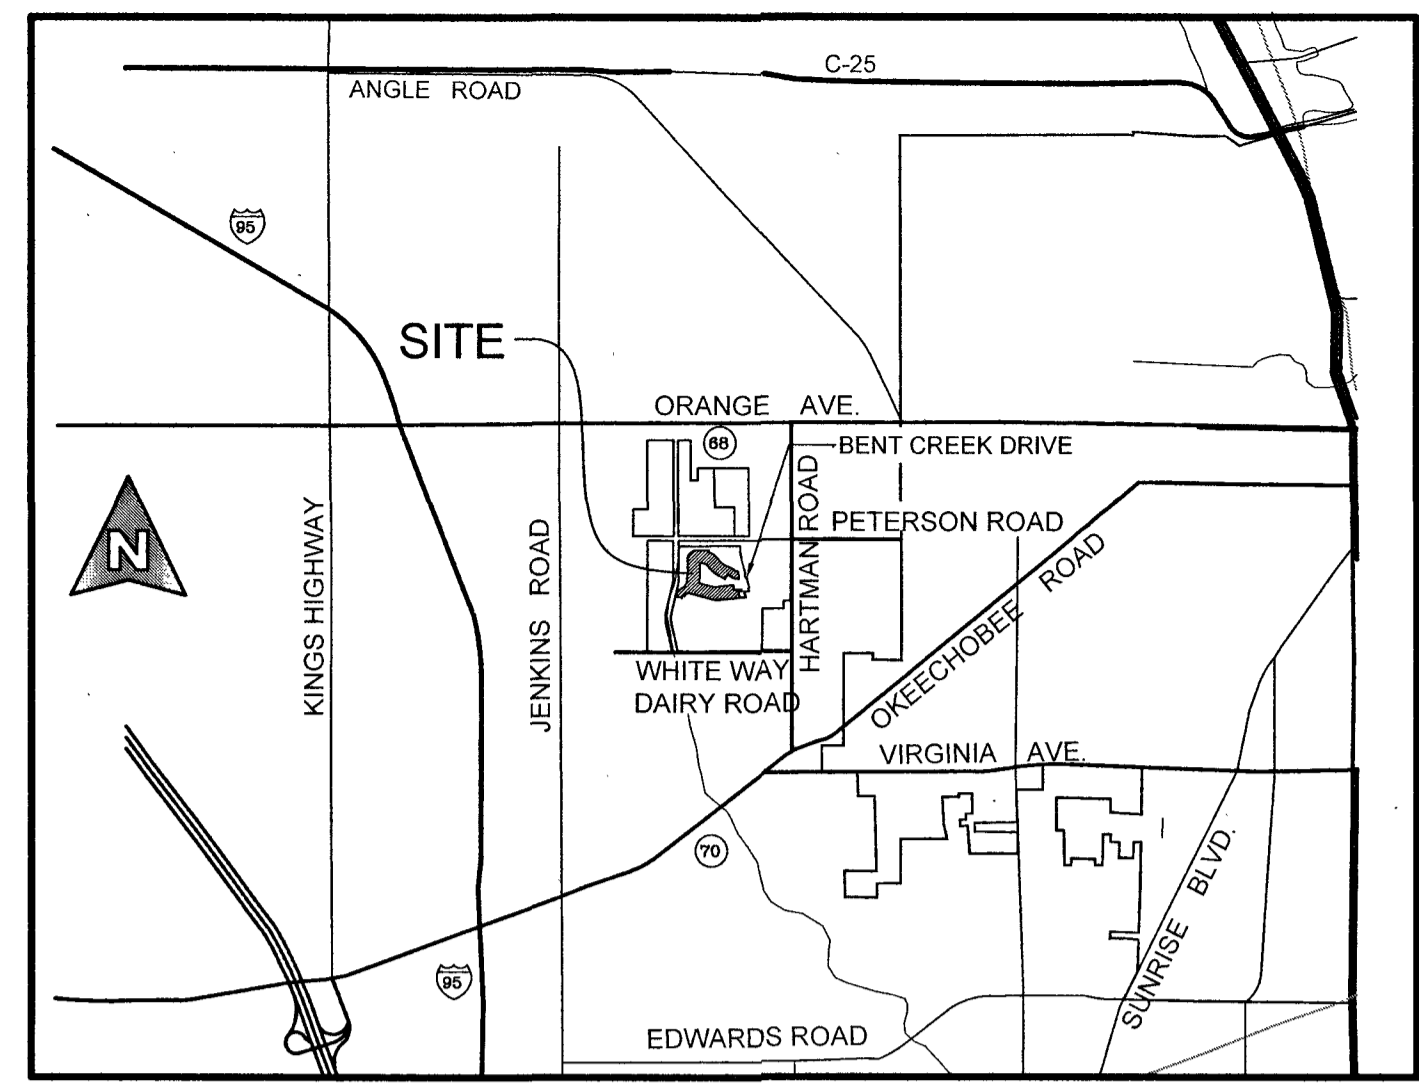 C-25
ANGLE ROAD
95
SITE
ORANGE AVE.
68
BENT CREEK DRIVE
N
KINGS HIGHWAY
JENKINS ROAD
HARTMAN ROAD
PETERSON ROAD
OKEECHOBEE ROAD
WHITE WAY
DAIRY ROAD
VIRGINIA AVE.
70
SUNRISE BLVD.
95
EDWARDS ROAD